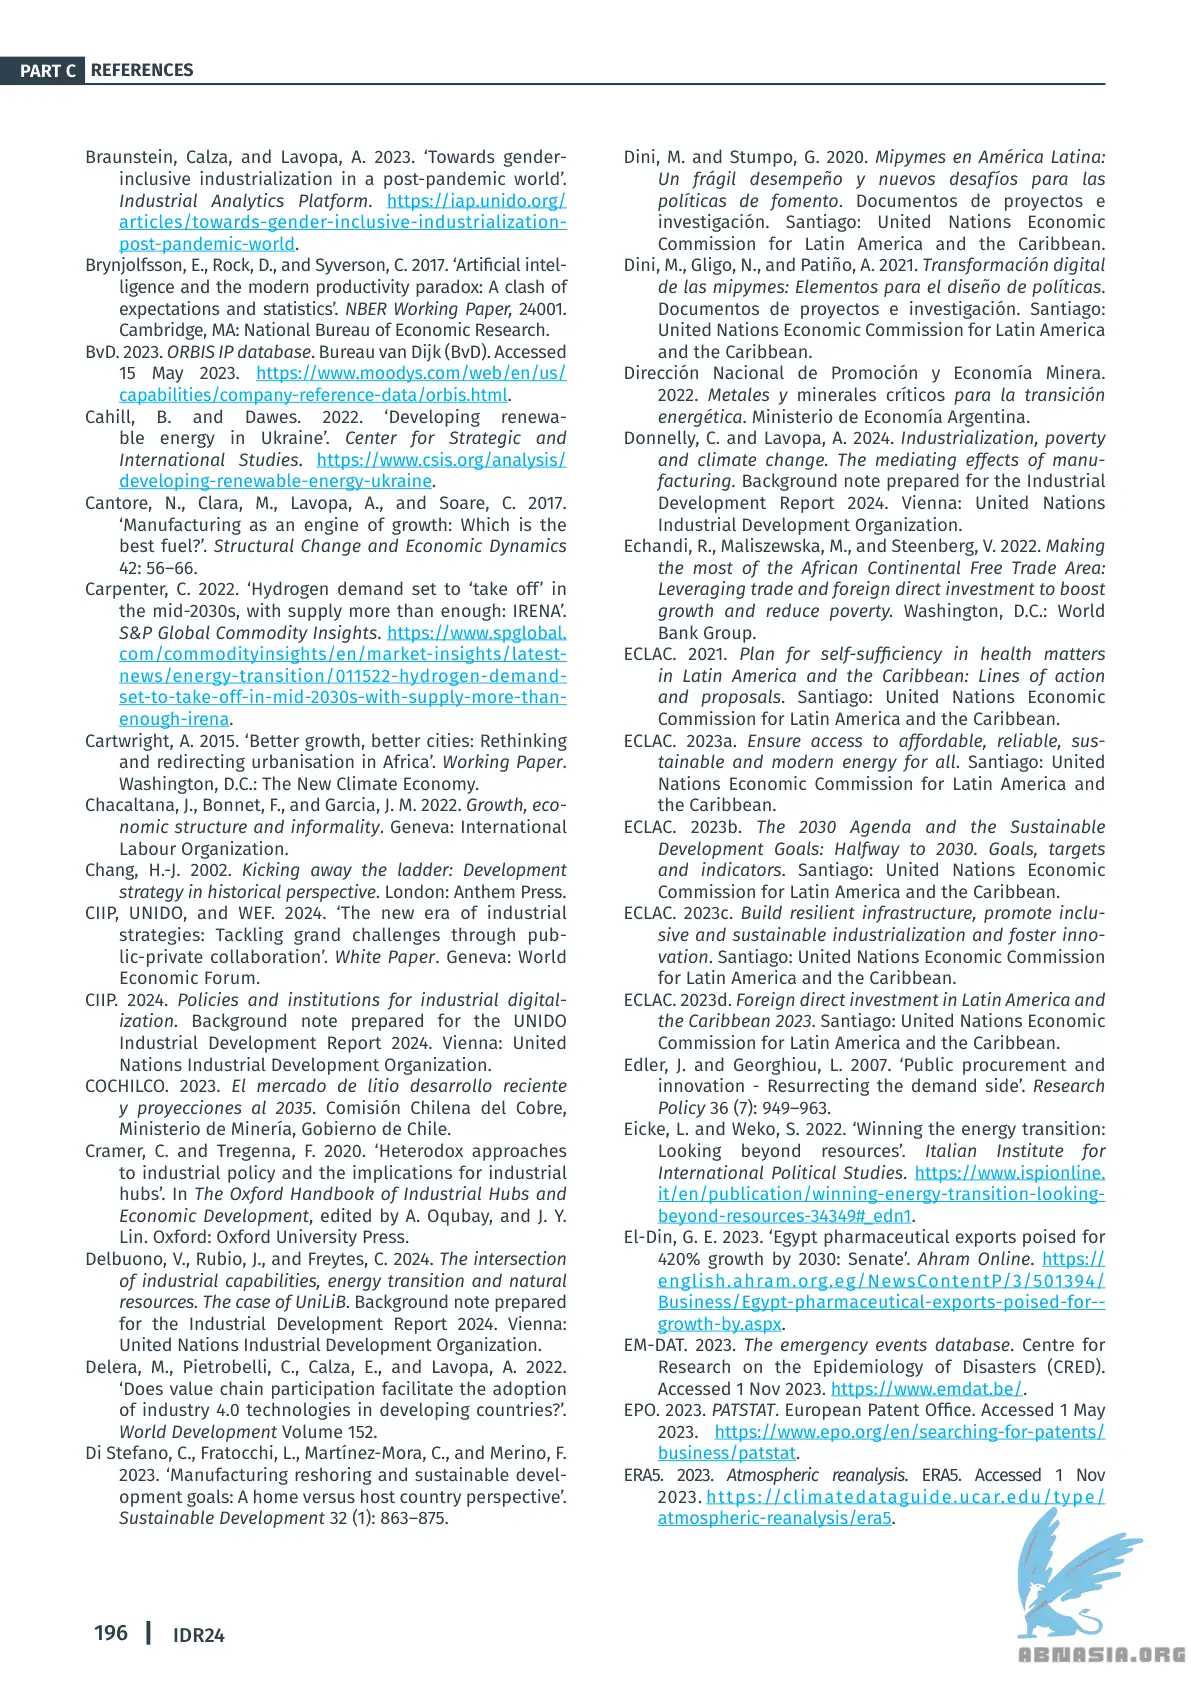 PART C REFERENCES
Braunstein, Calza, and Lavopa, A. 2023. ‘Towards gender-
inclusive industrialization in a post-pandemic world’.
Industrial Analytics Platform. https://iap.unido.org/
articles/towards-gender-inclusive-industrialization-
post-pandemic-world.
Brynjolfsson, E., Rock, D., and Syverson, C. 2017. ‘Artificial intel-
ligence and the modern productivity paradox: A clash of
expectations and statistics’. NBER Working Paper, 24001.
Cambridge, MA: National Bureau of Economic Research.
BvD. 2023. ORBIS IP database. Bureau van Dijk (BvD). Accessed
15 May 2023. https://www.moodys.com/web/en/us/
capabilities/company-reference-data/orbis.html.
Cahill, B. and Dawes. 2022. ‘Developing renewa-
ble energy in Ukraine’. Center for Strategic and
International Studies. https://www.csis.org/analysis/
developing-renewable-energy-ukraine.
Cantore, N., Clara, M., Lavopa, A., and Soare, C. 2017.
‘Manufacturing as an engine of growth: Which is the
best fuel?’. Structural Change and Economic Dynamics
42: 56–66.
Carpenter, C. 2022. ‘Hydrogen demand set to ‘take off’ in
the mid-2030s, with supply more than enough: IRENA’.
S&P Global Commodity Insights. https://www.spglobal.
com/commodityinsights/en/market-insights/latest-
news/energy-transition/011522-hydrogen-demand-
set-to-take-off-in-mid-2030s-with-supply-more-than-
enough-irena.
Cartwright, A. 2015. ‘Better growth, better cities: Rethinking
and redirecting urbanisation in Africa’. Working Paper.
Washington, D.C.: The New Climate Economy.
Chacaltana, J., Bonnet, F., and Garcia, J. M. 2022. Growth, eco-
nomic structure and informality. Geneva: International
Labour Organization.
Chang, H.-J. 2002. Kicking away the ladder: Development
strategy in historical perspective. London: Anthem Press.
CIIP, UNIDO, and WEF. 2024. ‘The new era of industrial
strategies: Tackling grand challenges through pub-
lic-private collaboration’. White Paper. Geneva: World
Economic Forum.
CIIP. 2024. Policies and institutions for industrial digital-
ization. Background note prepared for the UNIDO
Industrial Development Report 2024. Vienna: United
Nations Industrial Development Organization.
COCHILCO. 2023. El mercado de litio desarrollo reciente
y proyecciones al 2035. Comisión Chilena del Cobre,
Ministerio de Minería, Gobierno de Chile.
Cramer, C. and Tregenna, F. 2020. ‘Heterodox approaches
to industrial policy and the implications for industrial
hubs’. In The Oxford Handbook of Industrial Hubs and
Economic Development, edited by A. Oqubay, and J. Y.
Lin. Oxford: Oxford University Press.
Delbuono, V., Rubio, J., and Freytes, C. 2024. The intersection
of industrial capabilities, energy transition and natural
resources. The case of UniLiB. Background note prepared
for the Industrial Development Report 2024. Vienna:
United Nations Industrial Development Organization.
Delera, M., Pietrobelli, C., Calza, E., and Lavopa, A. 2022.
‘Does value chain participation facilitate the adoption
of industry 4.0 technologies in developing countries?’.
World Development Volume 152.
Di Stefano, C., Fratocchi, L., Martínez-Mora, C., and Merino, F.
2023. ‘Manufacturing reshoring and sustainable devel-
opment goals: A home versus host country perspective’.
Sustainable Development 32 (1): 863–875.
Dini, M. and Stumpo, G. 2020. Mipymes en América Latina:
Un frágil desempeño y nuevos desafíos para las
políticas de fomento. Documentos de proyectos e
investigación. Santiago: United Nations Economic
Commission for Latin America and the Caribbean.
Dini, M., Gligo, N., and Patiño, A. 2021. Transformación digital
de las mipymes: Elementos para el diseño de políticas.
Documentos de proyectos e investigación. Santiago:
United Nations Economic Commission for Latin America
and the Caribbean.
Dirección Nacional de Promoción y Economía Minera.
2022. Metales y minerales críticos para la transición
energética. Ministerio de Economía Argentina.
Donnelly, C. and Lavopa, A. 2024. Industrialization, poverty
and climate change. The mediating effects of manu-
facturing. Background note prepared for the Industrial
Development Report 2024. Vienna: United Nations
Industrial Development Organization.
Echandi, R., Maliszewska, M., and Steenberg, V. 2022. Making
the most of the African Continental Free Trade Area:
Leveraging trade and foreign direct investment to boost
growth and reduce poverty. Washington, D.C.: World
Bank Group.
ECLAC. 2021. Plan for self-sufficiency in health matters
in Latin America and the Caribbean: Lines of action
and proposals. Santiago: United Nations Economic
Commission for Latin America and the Caribbean.
ECLAC. 2023a. Ensure access to affordable, reliable, sus-
tainable and modern energy for all. Santiago: United
Nations Economic Commission for Latin America and
the Caribbean.
ECLAC. 2023b. The 2030 Agenda and the Sustainable
Development Goals: Halfway to 2030. Goals, targets
and indicators. Santiago: United Nations Economic
Commission for Latin America and the Caribbean.
ECLAC. 2023c. Build resilient infrastructure, promote inclu-
sive and sustainable industrialization and foster inno-
vation. Santiago: United Nations Economic Commission
for Latin America and the Caribbean.
ECLAC. 2023d. Foreign direct investment in Latin America and
the Caribbean 2023. Santiago: United Nations Economic
Commission for Latin America and the Caribbean.
Edler, J. and Georghiou, L. 2007. ‘Public procurement and
innovation - Resurrecting the demand side’. Research
Policy 36 (7): 949–963.
Eicke, L. and Weko, S. 2022. ‘Winning the energy transition:
Looking beyond resources’. Italian Institute for
International Political Studies. https://www.ispionline.
it/en/publication/winning-energy-transition-looking-
beyond-resources-34349#_edn1.
El-Din, G. E. 2023. ‘Egypt pharmaceutical exports poised for
420% growth by 2030: Senate’. Ahram Online. https://
english.ahram.org.eg/NewsContentP/3/501394/
Business/Egypt-pharmaceutical-exports-poised-for--
growth-by.aspx.
EM-DAT. 2023. The emergency events database. Centre for
Research on the Epidemiology of Disasters (CRED).
Accessed 1 Nov 2023. https://www.emdat.be/.
EPO. 2023. PATSTAT. European Patent Office. Accessed 1 May
2023. https://www.epo.org/en/searching-for-patents/
business/patstat.
ERA5. 2023. Atmospheric reanalysis. ERA5. Accessed 1 Nov
2023. https://climatedataguide.ucar.edu/type/
atmospheric-reanalysis/era5.
196 | IDR24
ABNASIA.ORG